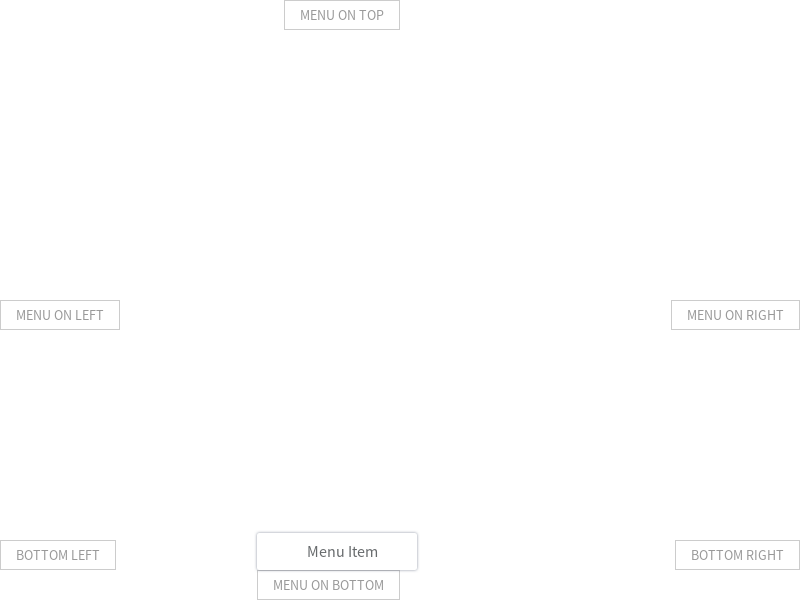 MENU ON TOP
MENU ON LEFT
MENU ON RIGHT
Menu Item
BOTTOM LEFT
BOTTOM RIGHT
MENU ON BOTTOM